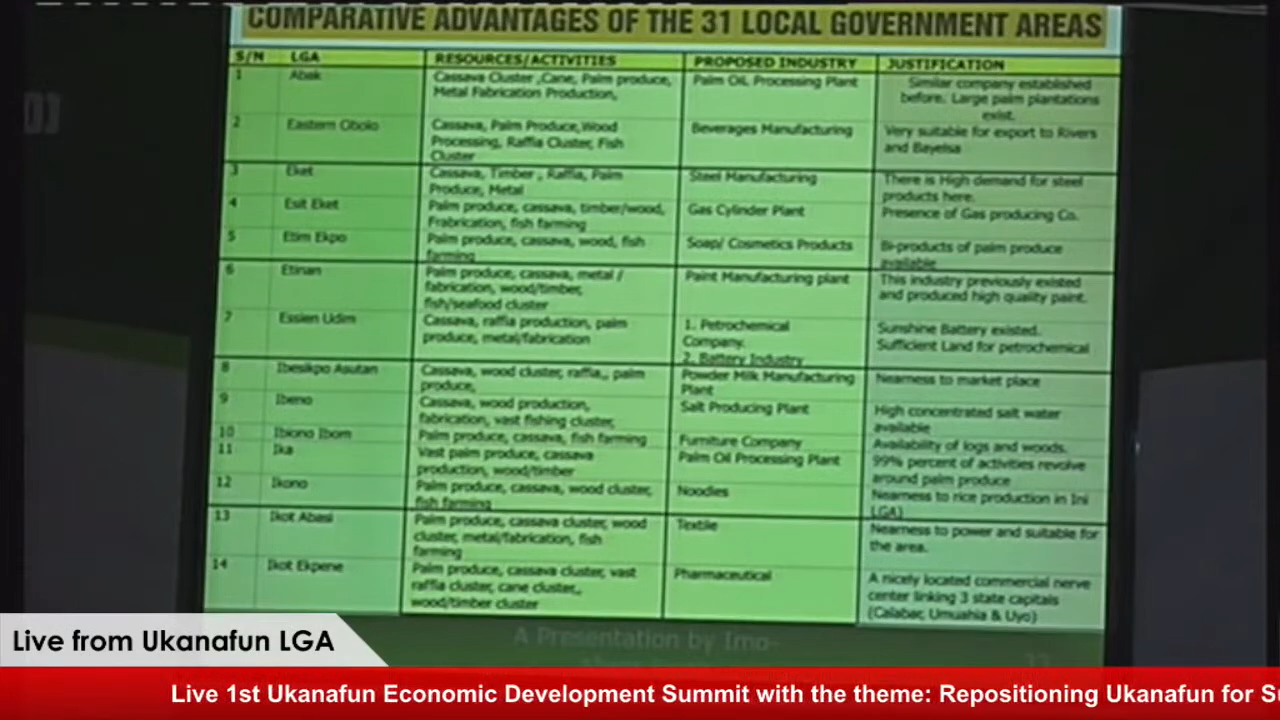 COMPARATIVE ADVANTAGES OF THE 31 LOCAL GOVERNMENT AREAS
S/N LGA RESOURCES/ACTIVITIES PROPOSED INDUSTRY JUSTIFICATION
1 Abak Cassava Cluster ,Cane, Palm produce, Palm OIL Processing Plant Similar company established
Metal Fabrication Production, before. Large palm plantations
exist.
2 Eastern Obolo Cassava, Palm Produce,Wood Beverages Manufacturing Very suitable for export to Rivers
Processing, Raffia Cluster, Fish and Bayelsa
Cluster
3 Eket Cassava, Timber , Raffia, Palm Steel Manufacturing There is High demand for steel
Produce, Metal products here.
4 Esit Eket Palm produce, cassava, timber/wood, Gas Cylinder Plant Presence of Gas producing Co.
Frabrication, fish farming
5 Etim Ekpo Palm produce, cassava, wood, fish Soap/ Cosmetics Products Bi-products of palm produce
farming available
6 Etinan Palm produce, cassava, metal / Paint Manufacturing plant This industry previously existed
fabrication, wood/timber, and produced high quality paint.
fish/seafood cluster
7 Essien Udim Cassava, raffia production, palm 1. Petrochemical Sunshine Battery existed.
produce, metal/fabrication Company. Sufficient Land for petrochemical
2. Battery Industry
8 Ibesikpo Asutan Cassava, wood cluster, raffia,, palm Powder Milk Manufacturing Nearness to market place
produce, Plant
9 Ibeno Cassava, wood production, Salt Producing Plant High concentrated salt water
fabrication, vast fishing cluster, available
10 Ibiono Ibom Palm produce, cassava, fish farming Furniture Company Availability of logs and woods.
11 Ika Vast palm produce, cassava Palm Oil Processing Plant 99% percent of activities revolve
production, wood/timber around palm produce
12 Ikono Palm produce, cassava, wood cluster, Noodles Nearness to rice production in Ini
fish farming LGA)
13 Ikot Abasi Palm produce, cassava cluster, wood Textile Nearness to power and suitable for
cluster, metal/fabrication, fish the area.
farming
14 Ikot Ekpene Palm produce, cassava cluster, vast Pharmaceutical A nicely located commercial nerve
raffia cluster, cane cluster,, center linking 3 state capitals
wood/timber cluster (Calabar, Umuahia & Uyo)
A Presentation by Imo-
Live from Ukanafun LGA
Live 1st Ukanafun Economic Development Summit with the theme: Repositioning Ukanafun for